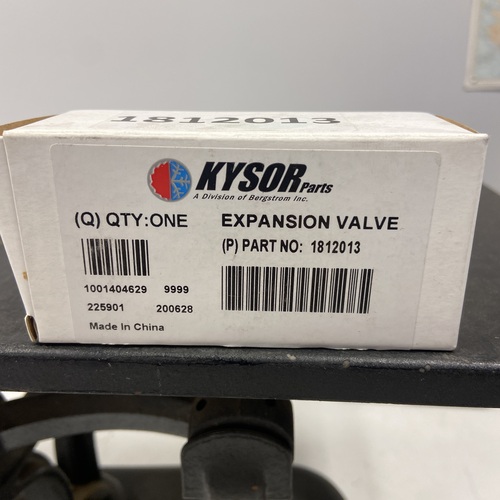 1812013
KYSOR Parts
A Division of Bergstrom Inc.
(Q) QTY:ONE EXPANSION VALVE
(P) PART NO: 1812013
1001404629 9999
225901 200628
Made In China